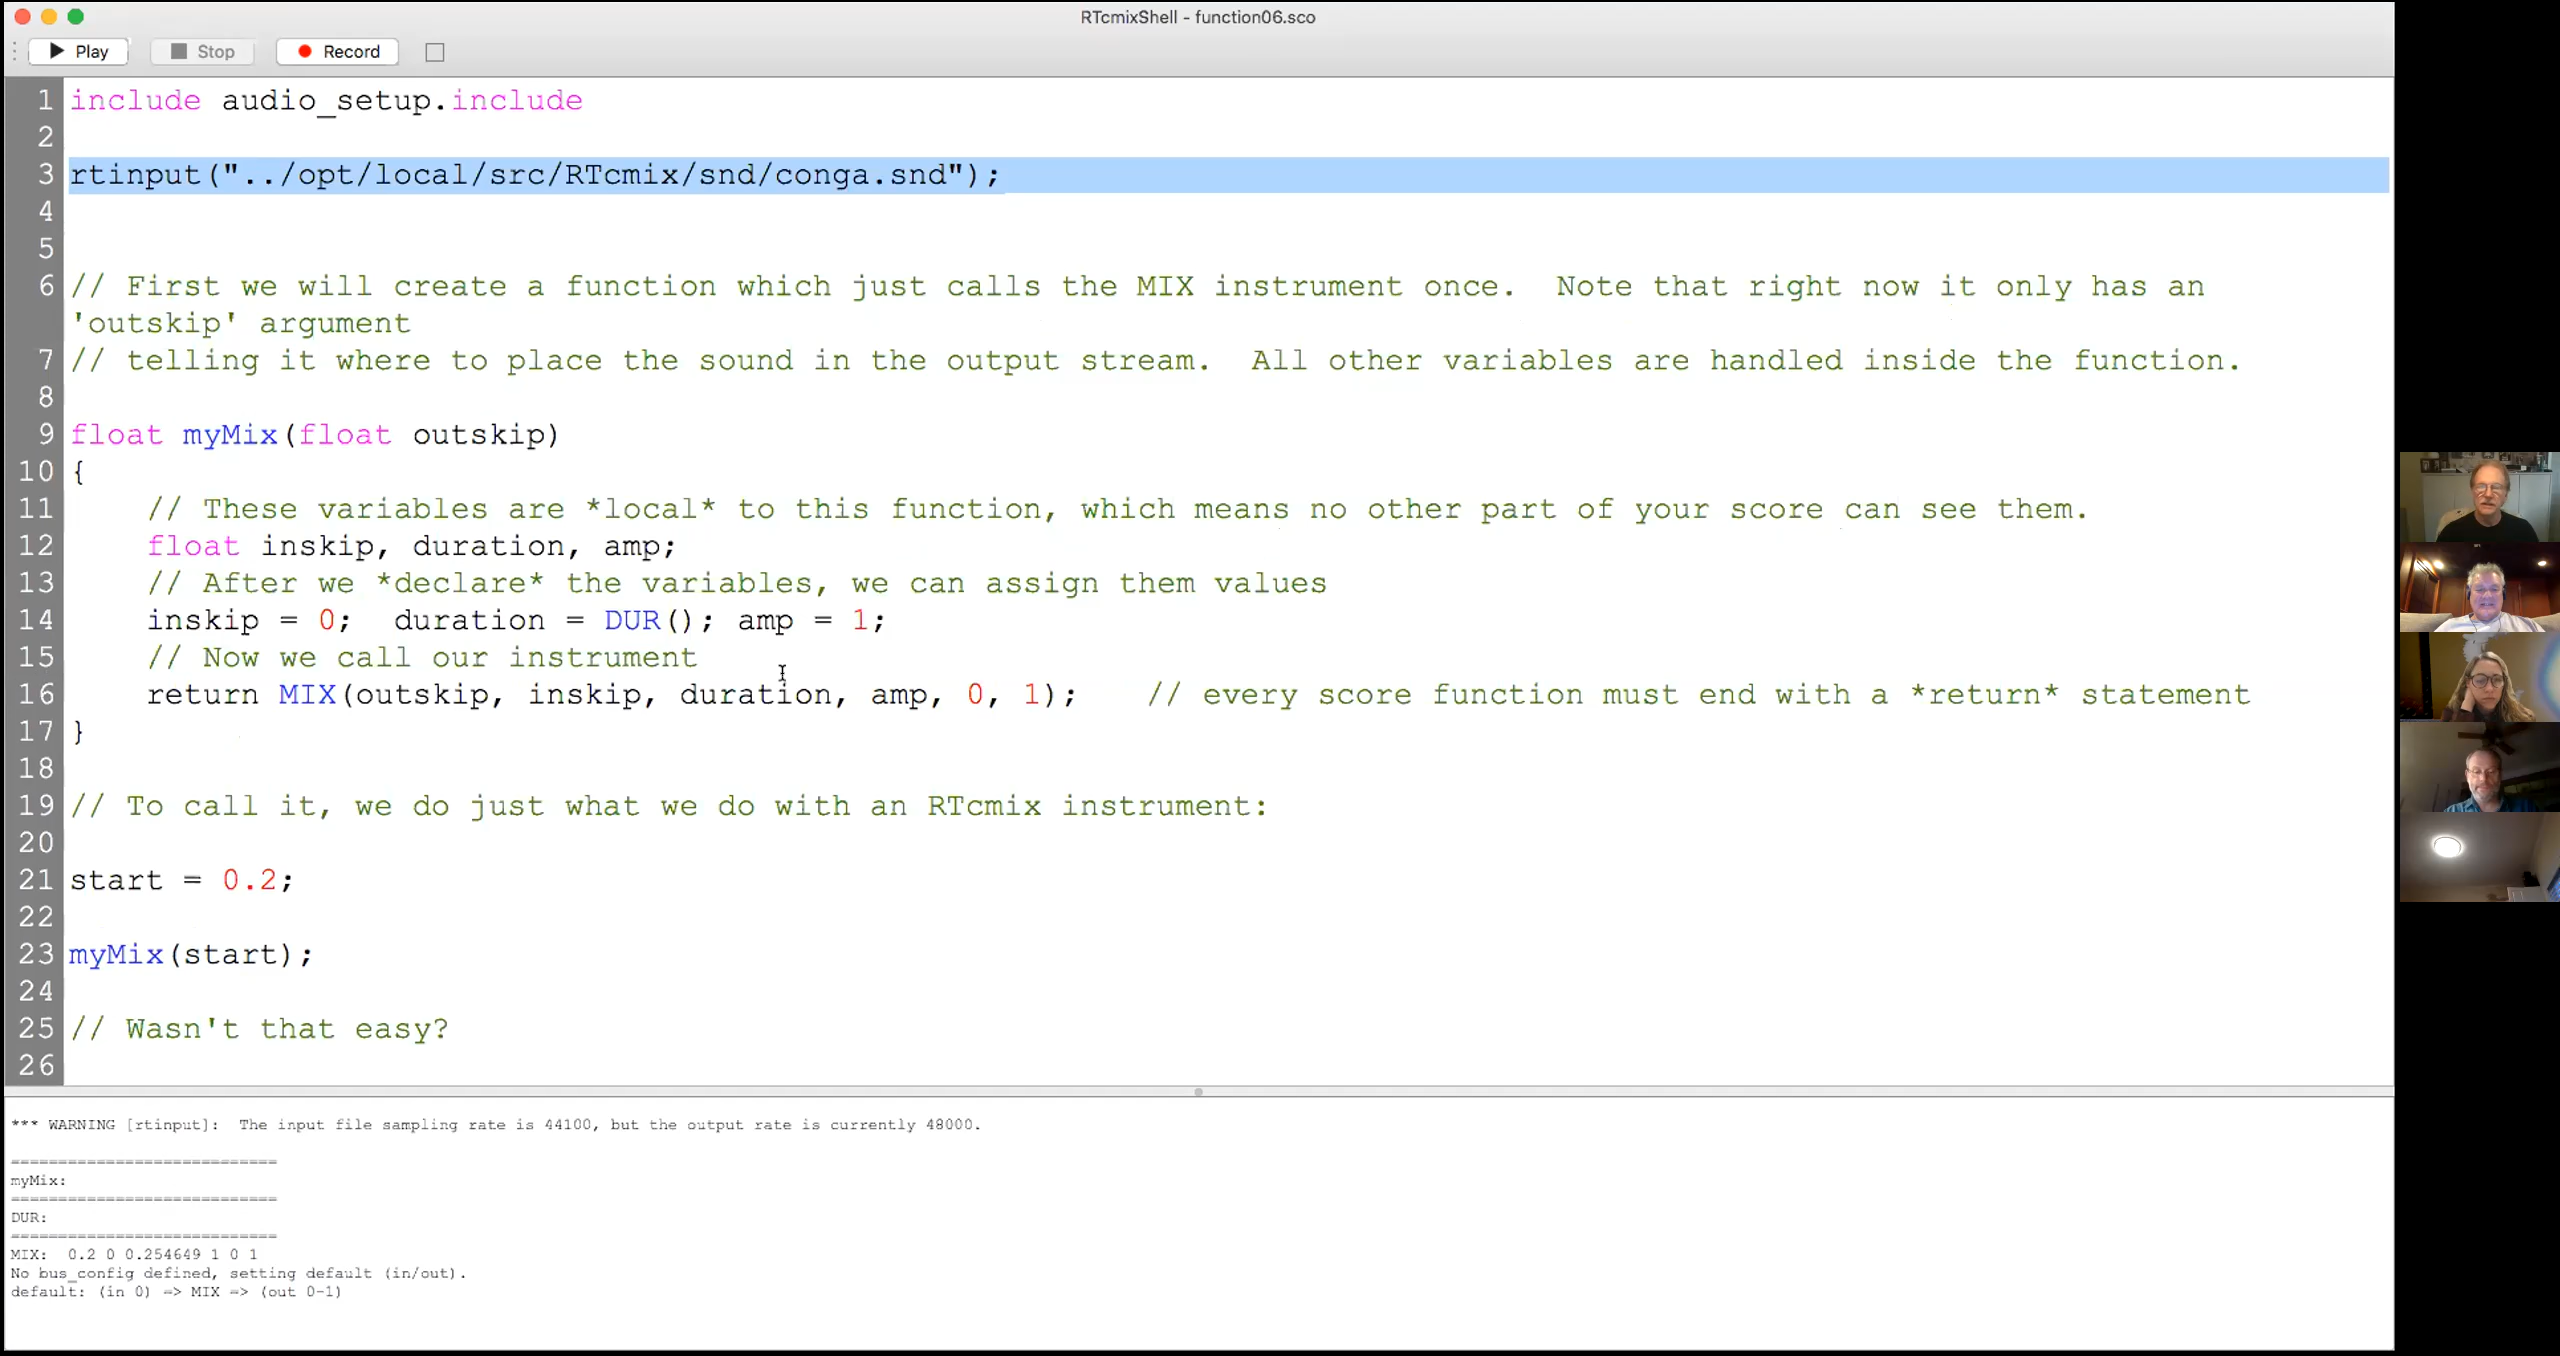 RTcmixShell - function06.sco
Play Stop Record
1 include audio_setup.include
2
3 rtinput("../opt/local/src/RTcmix/snd/conga.snd");
4
5
6 // First we will create a function which just calls the MIX instrument once.  Note that right now it only has an
'outskip' argument
7 // telling it where to place the sound in the output stream.  All other variables are handled inside the function.
8
9 float myMix(float outskip)
10 {
11     // These variables are *local* to this function, which means no other part of your score can see them.
12     float inskip, duration, amp;
13     // After we *declare* the variables, we can assign them values
14     inskip = 0;  duration = DUR(); amp = 1;
15     // Now we call our instrument
16     return MIX(outskip, inskip, duration, amp, 0, 1);    // every score function must end with a *return* statement
17 }
18
19 // To call it, we do just what we do with an RTcmix instrument:
20
21 start = 0.2;
22
23 myMix(start);
24
25 // Wasn't that easy?
26
*** WARNING [rtinput]:  The input file sampling rate is 44100, but the output rate is currently 48000.
============================
myMix:
============================
DUR:
============================
MIX:  0.2 0 0.254649 1 0 1
No bus_config defined, setting default (in/out).
default: (in 0) => MIX => (out 0-1)